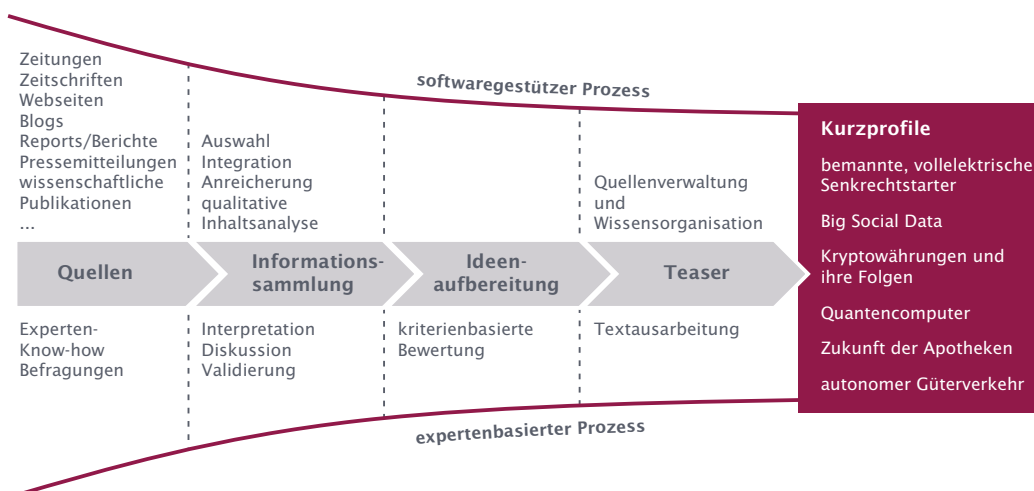 softwaregestützer Prozess
Zeitungen
Zeitschriften
Webseiten
Blogs
Reports/Berichte
Pressemitteilungen
wissenschaftliche
Publikationen
...
Auswahl
Integration
Anreicherung
qualitative
Inhaltsanalyse
Quellenverwaltung
und
Wissensorganisation
Quellen
Informations-
sammlung
Ideen-
aufbereitung
Teaser
Experten-
Know-how
Befragungen
Interpretation
Diskussion
Validierung
kriterienbasierte
Bewertung
Textausarbeitung
expertenbasierter Prozess
Kurzprofile
bemannte, vollelektrische
Senkrechtstarter
Big Social Data
Kryptowährungen und
ihre Folgen
Quantencomputer
Zukunft der Apotheken
autonomer Güterverkehr